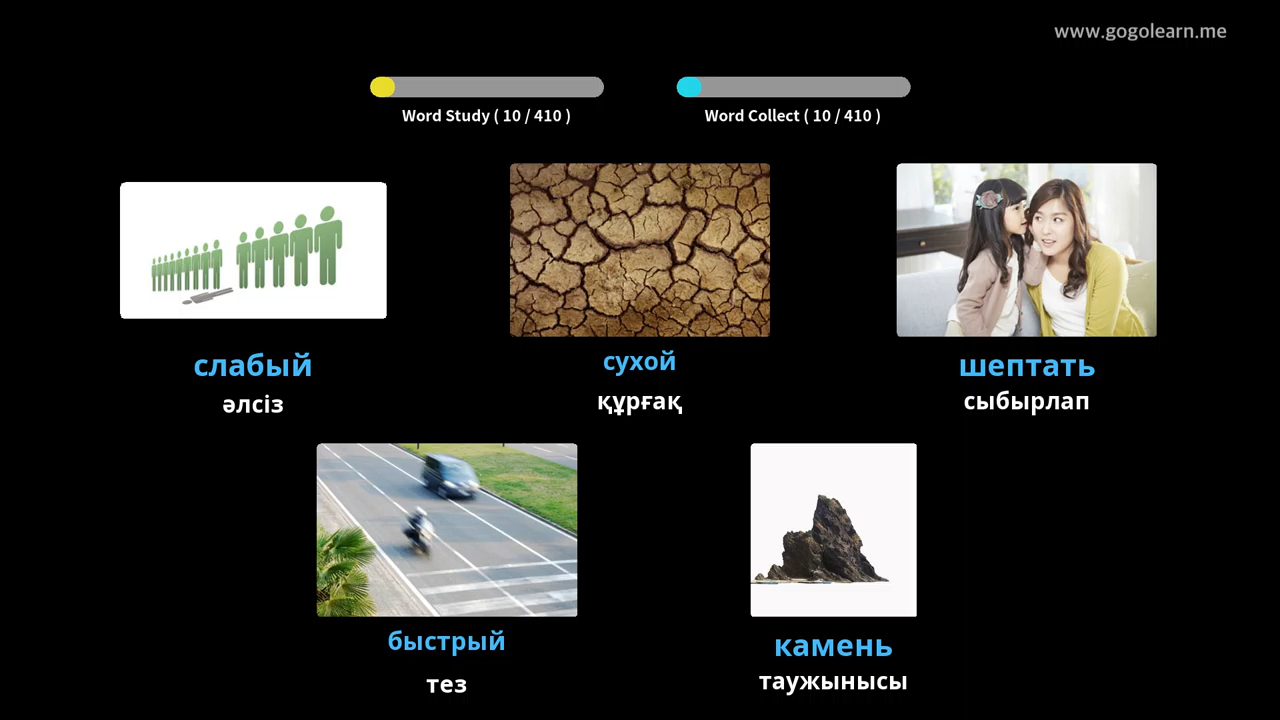 www.gogolearn.me
Word Study ( 10 / 410 )
Word Collect ( 10 / 410 )
слабый
әлсіз
сухой
құрғақ
шептать
сыбырлап
быстрый
тез
камень
таужынысы